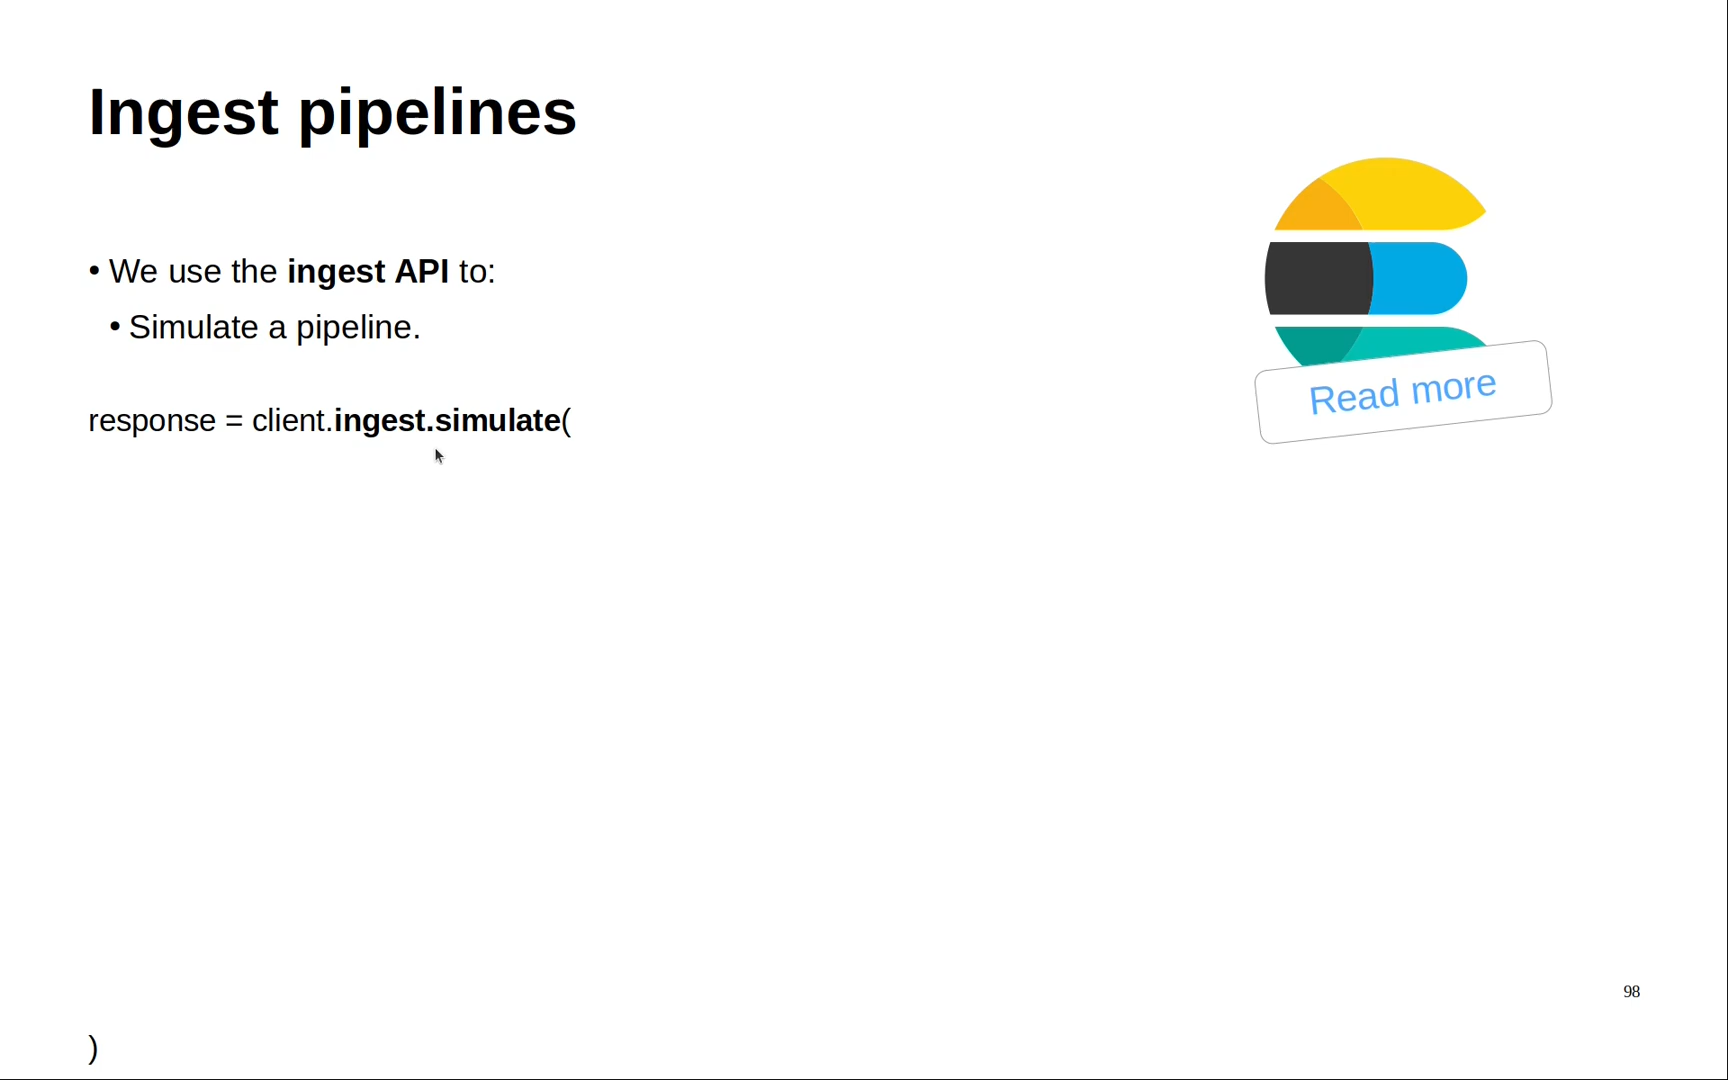 Ingest pipelines
• We use the ingest API to:
• Simulate a pipeline.
Read more
response = client.ingest.simulate(
98
)